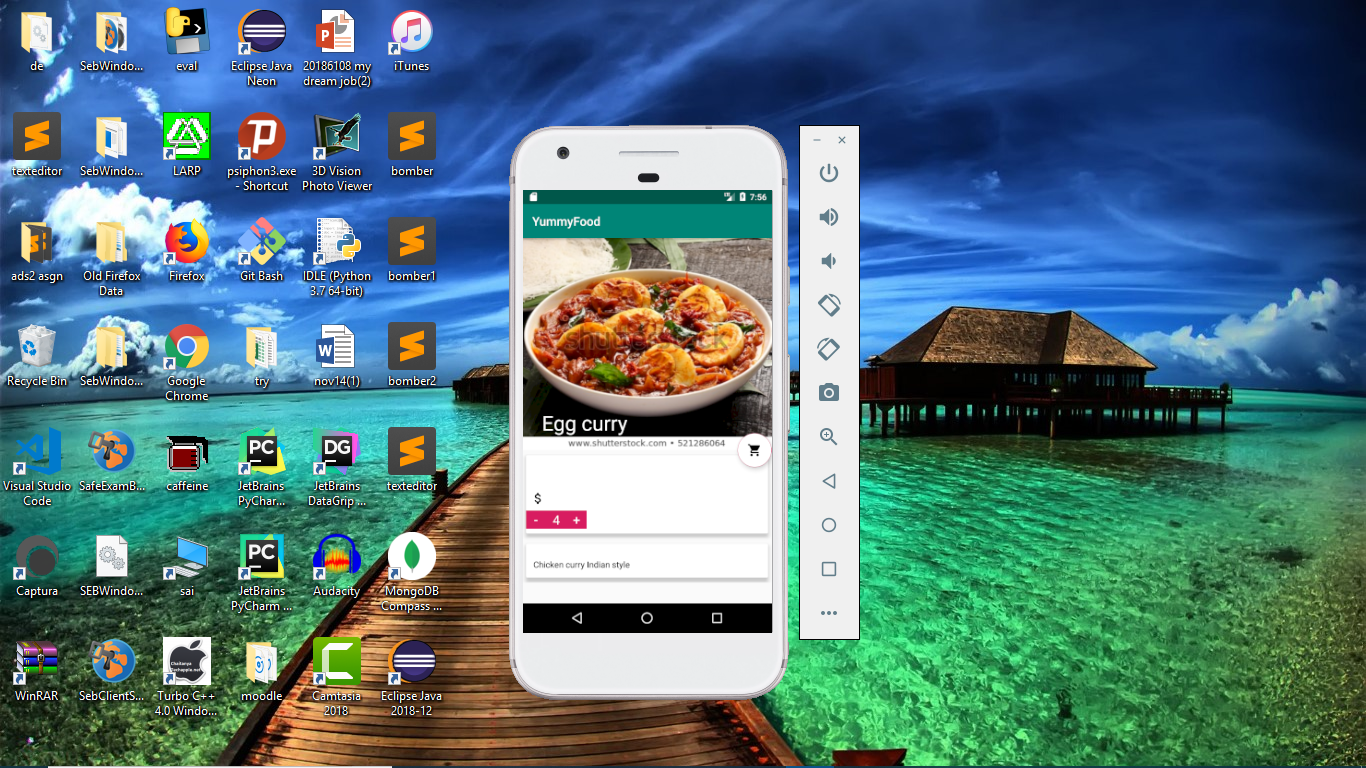 de
SebWindo...
eval
Eclipse Java
Neon
20186108 my
dream job(2)
iTunes
texteditor
SebWindo...
LARP
psiphon3.exe
- Shortcut
3D Vision
Photo Viewer
bomber
ads2 asgn
Old Firefox
Data
Firefox
Git Bash
IDLE (Python
3.7 64-bit)
bomber1
Recycle Bin
SebWindo...
Google
Chrome
try
nov14(1)
bomber2
Visual Studio
Code
SafeExamB...
caffeine
JetBrains
PyChar...
JetBrains
DataGrip ...
texteditor
Captura
SEBWindo...
sai
JetBrains
PyCharm ...
Audacity
MongoDB
Compass ...
WinRAR
SebClientS...
Turbo C++
4.0 Windo...
moodle
Camtasia
2018
Eclipse Java
2018-12
7:56
YummyFood
shutterstock
Egg curry
www.shutterstock.com • 521286064
$
- 4 +
Chicken curry Indian style